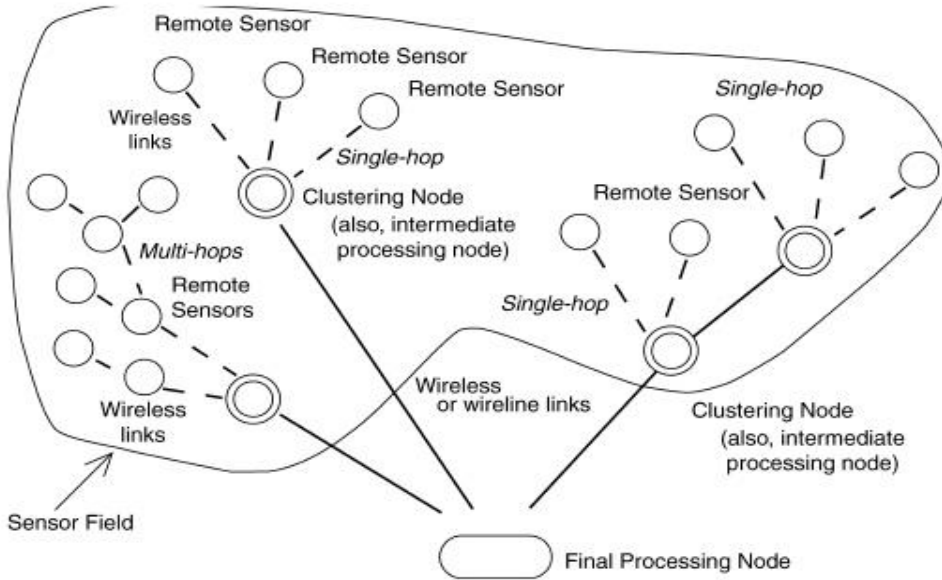 Remote Sensor
Remote Sensor
Remote Sensor
Single-hop
Wireless
links
Single-hop
Clustering Node
(also, intermediate
processing node)
Remote Sensor
Multi-hops
Remote
Sensors
Single-hop
Wireless
or wireline links
Wireless
links
Clustering Node
(also, intermediate
processing node)
Sensor Field
Final Processing Node